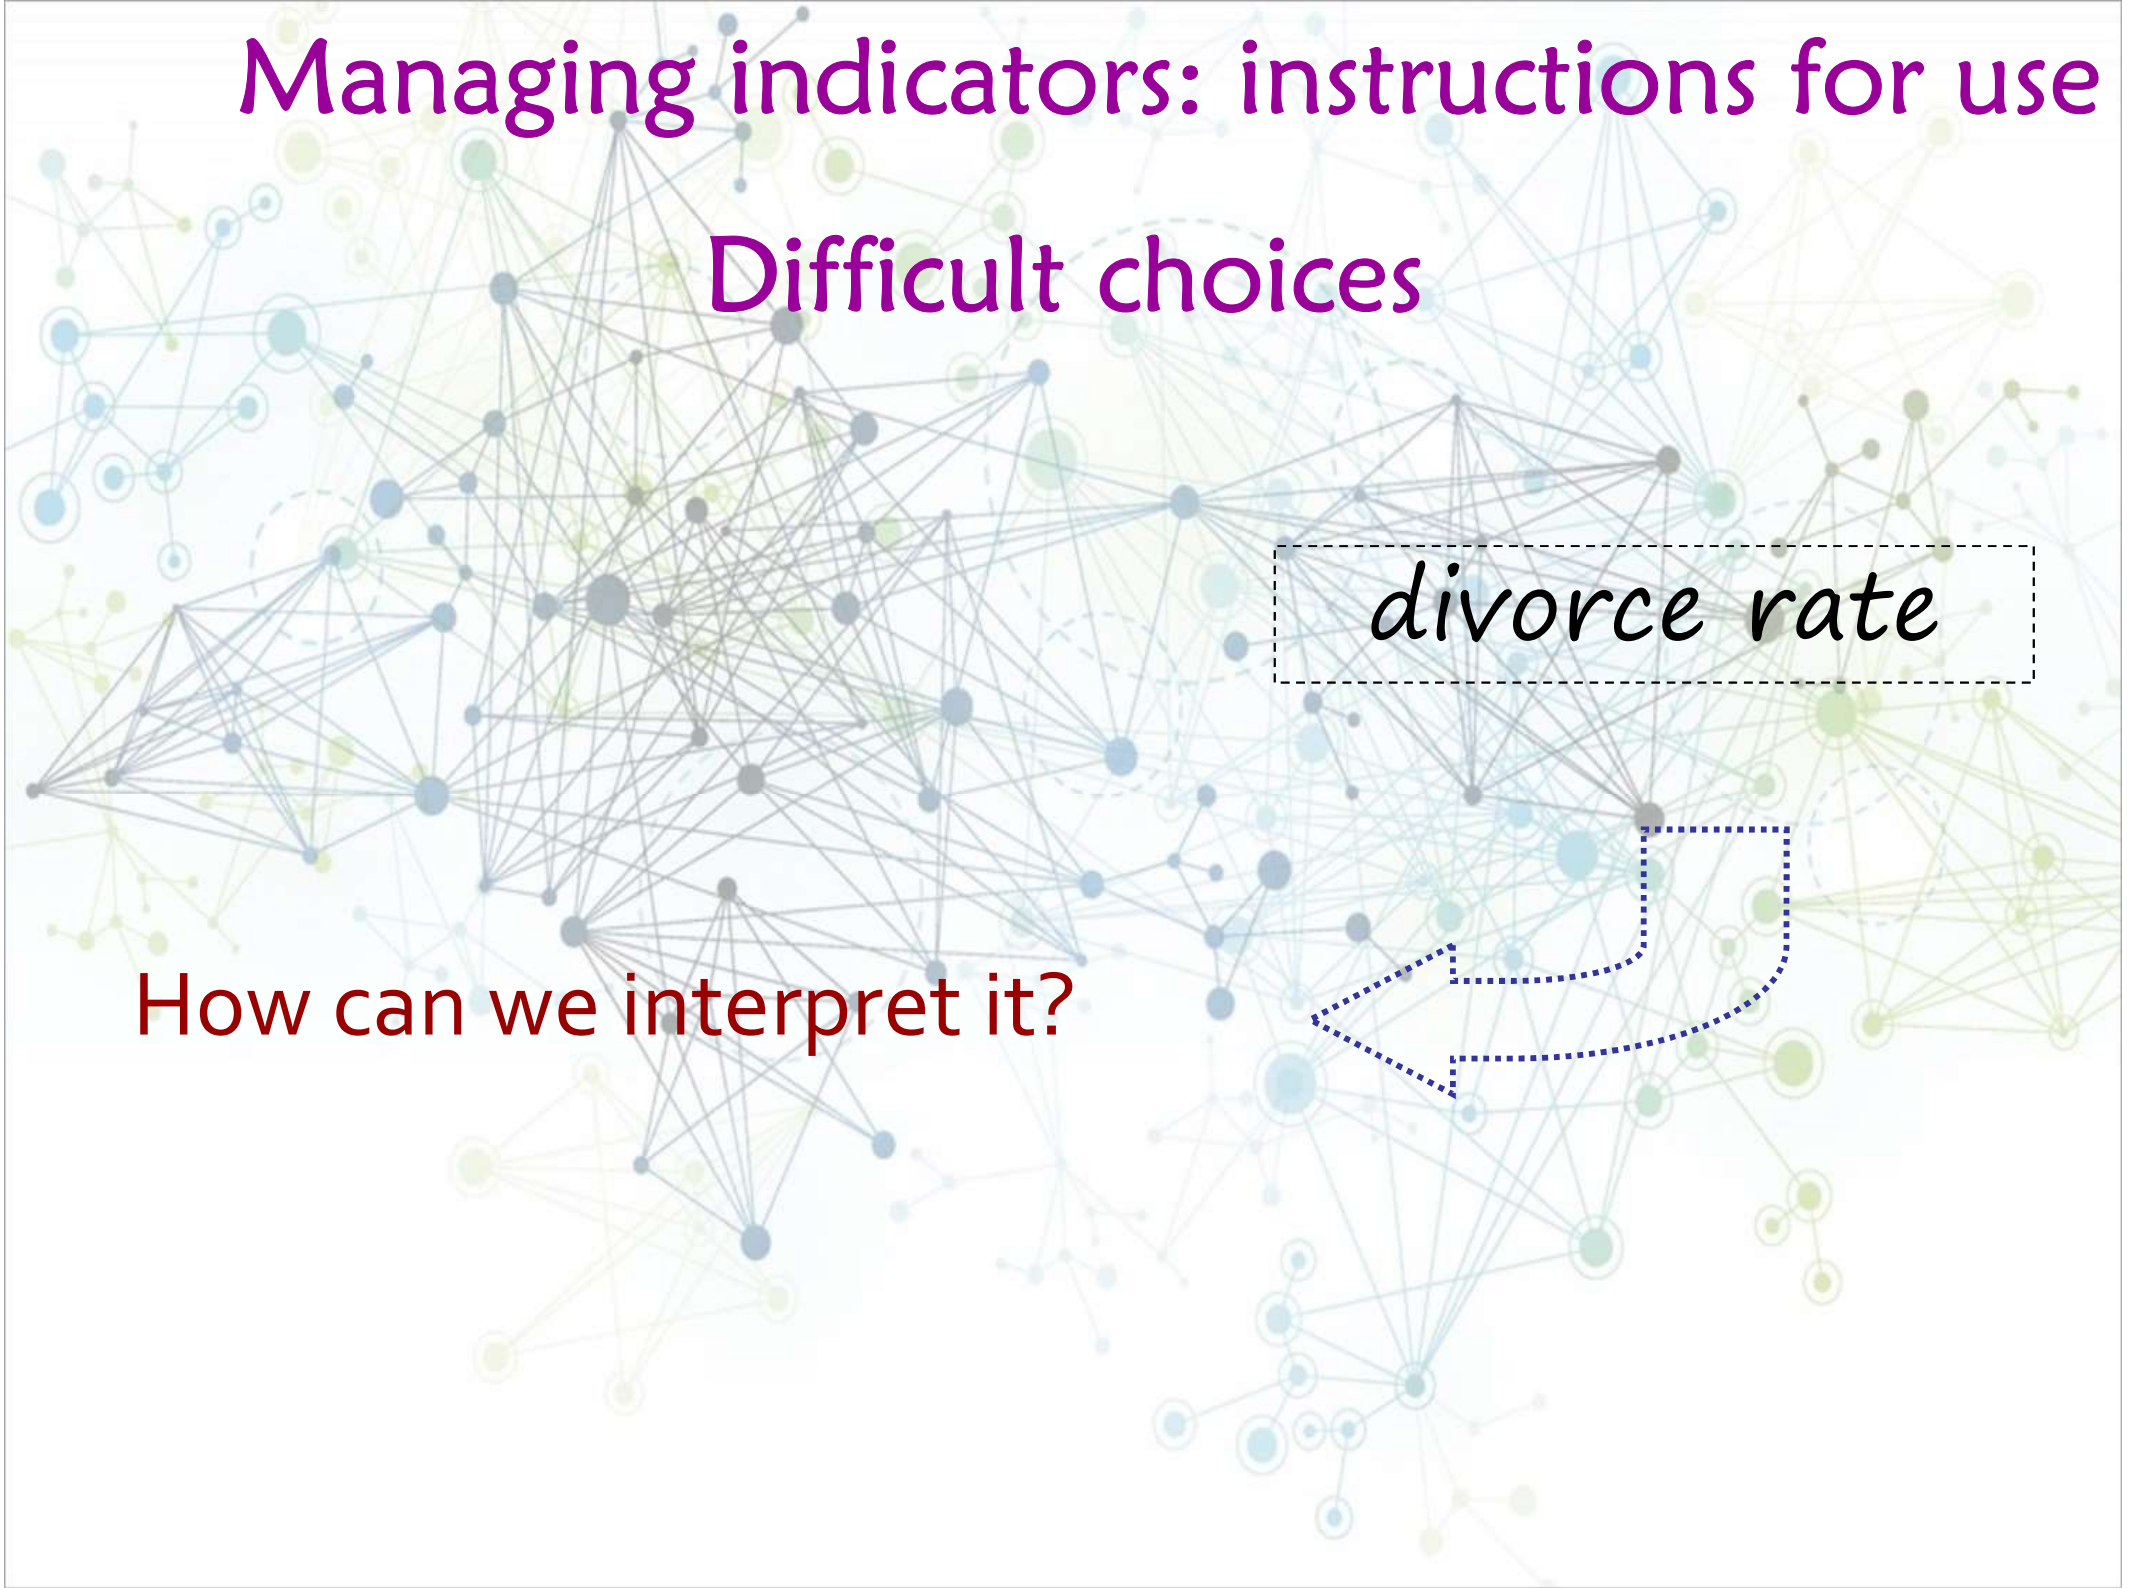 Managing indicators: instructions for use
Difficult choices
divorce rate
How can we interpret it?